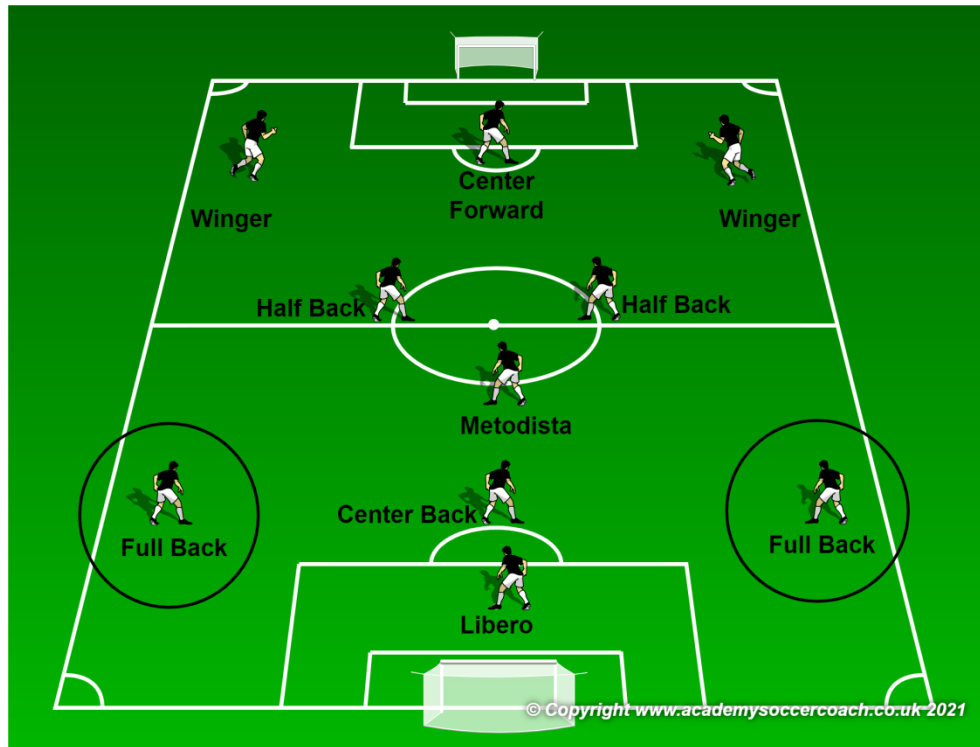 Center
Forward
Winger
Winger
Half Back
Half Back
Metodista
Center Back
Full Back
Full Back
Libero
© Copyright www.academysoccercoach.co.uk 2021